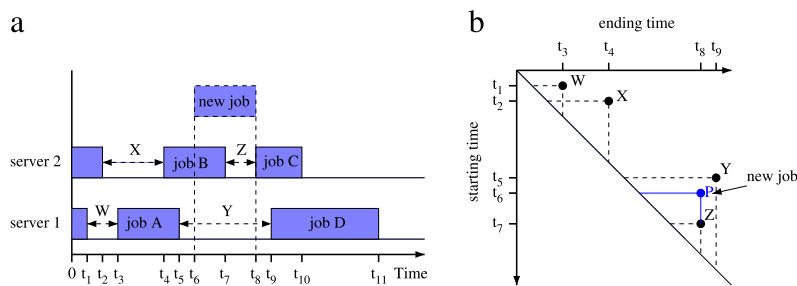 a
new job
server 2
X
job B
Z
job C
server 1
W
job A
Y
job D
0 t1 t2 t3 t4 t5 t6 t7 t8 t9 t10 t11 Time
b
ending time
t3 t4 t8 t9
starting time
t1 W
t2 X
t5 Y
t6 P new job
t7 Z